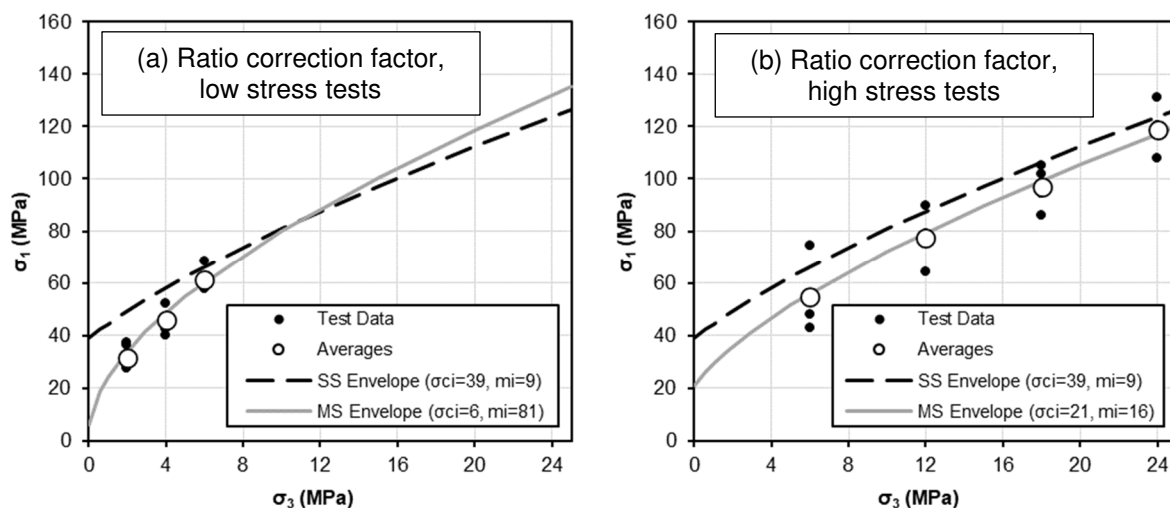 (a) Ratio correction factor,
low stress tests
160
140
120
100
80
60
40
20
0
σ1 (MPa)
Test Data
Averages
SS Envelope (σci=39, mi=9)
MS Envelope (σci=6, mi=81)
0 4 8 12 16 20 24
σ3 (MPa)
(b) Ratio correction factor,
high stress tests
160
140
120
100
80
60
40
20
0
σ1 (MPa)
Test Data
Averages
SS Envelope (σci=39, mi=9)
MS Envelope (σci=21, mi=16)
0 6 12 18 24
σ3 (MPa)